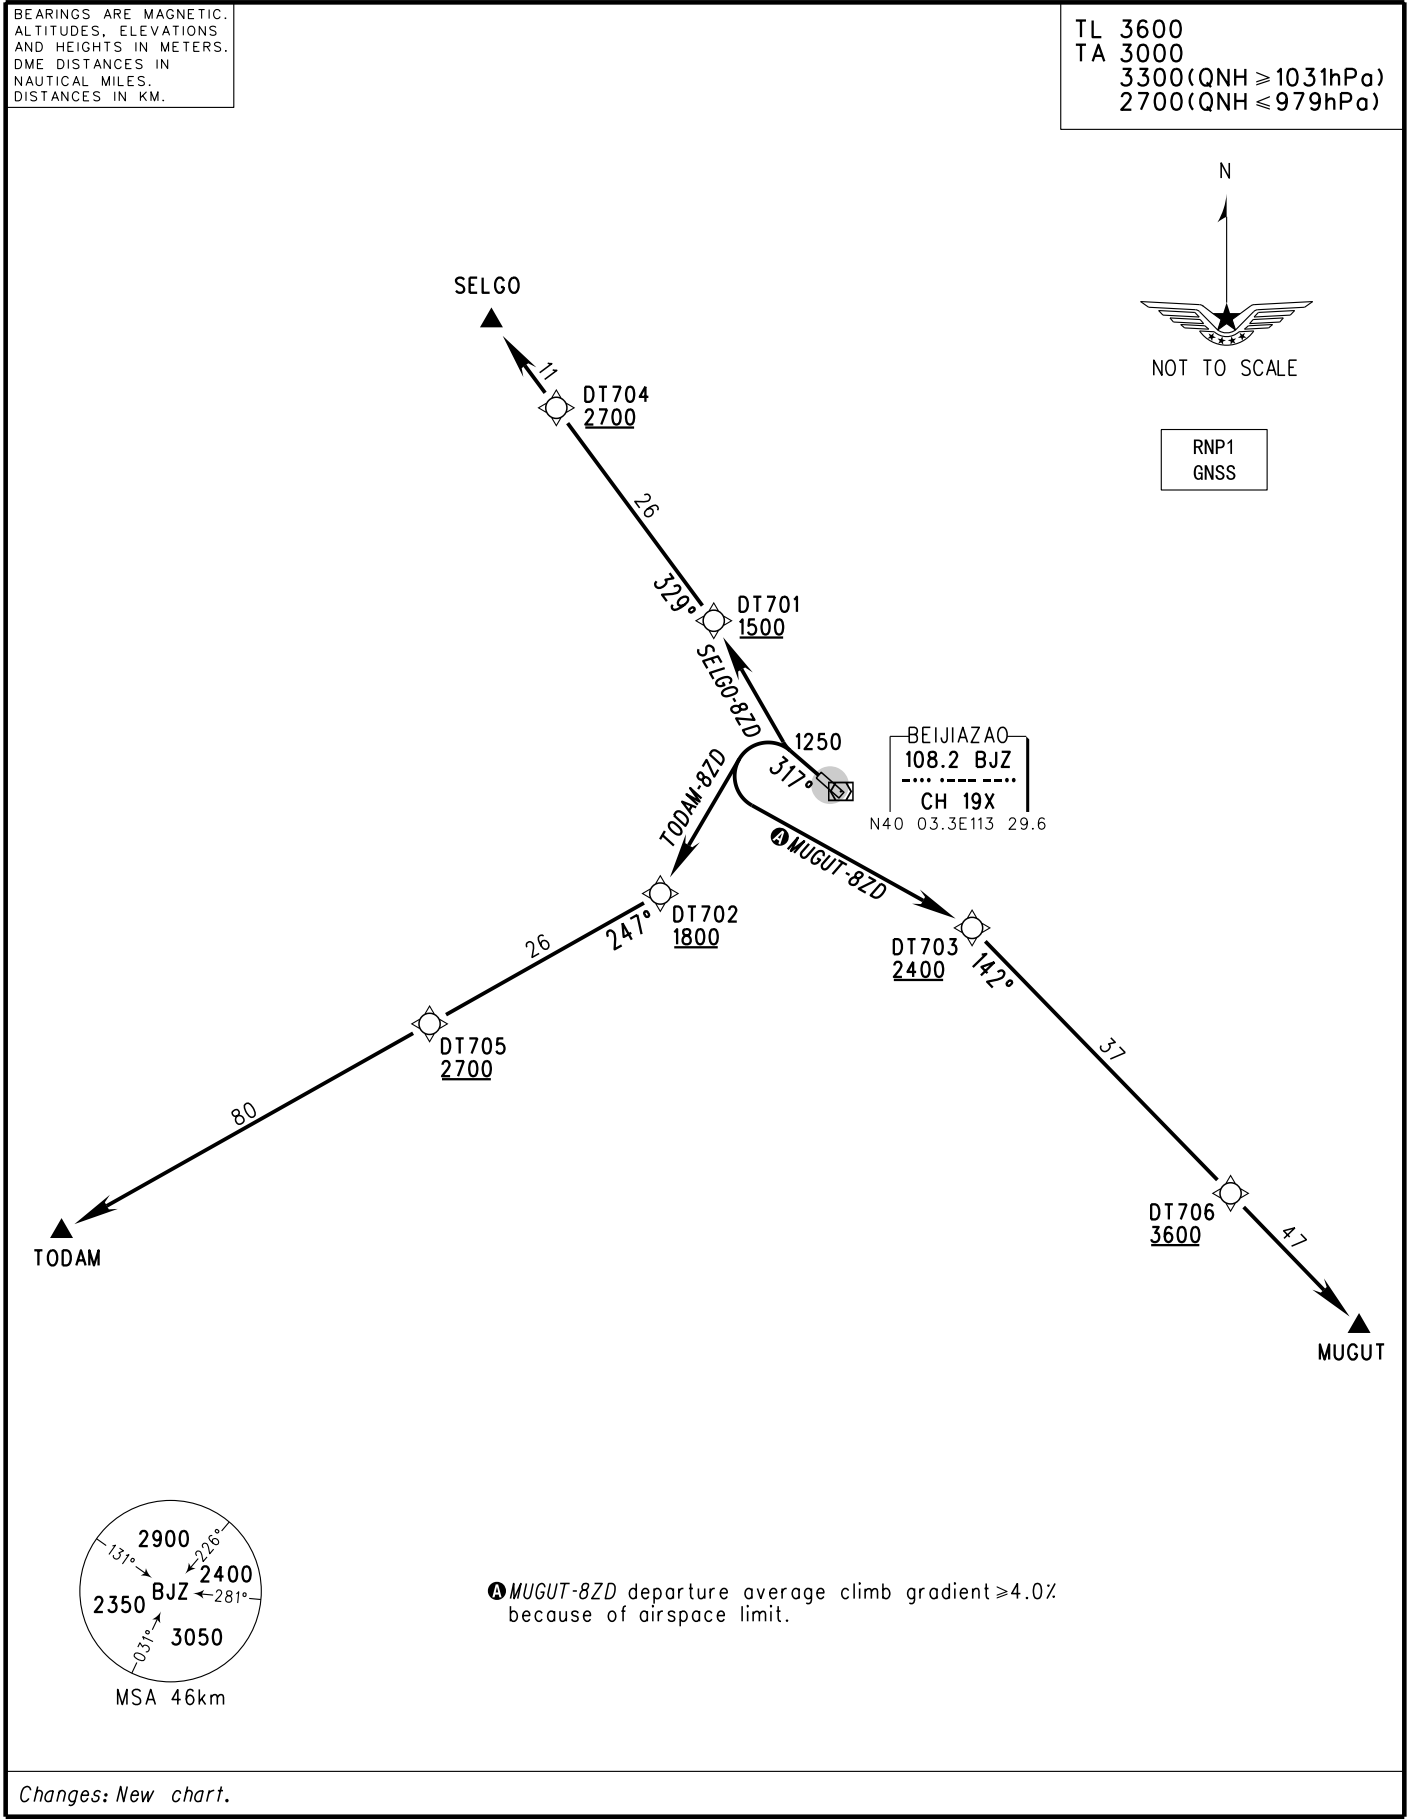 BEARINGS ARE MAGNETIC.
ALTITUDES, ELEVATIONS
AND HEIGHTS IN METERS.
DME DISTANCES IN
NAUTICAL MILES.
DISTANCES IN KM.
TL 3600
TA 3000
3300(QNH≥1031hPa)
2700(QNH≤979hPa)
N
NOT TO SCALE
RNP1
GNSS
SELGO
11
DT704
2700
26
329°
DT701
1500
SELGO-8ZD
1250
317°
BEIJIAZAO
108.2 BJZ
CH 19X
N40 03.3E113 29.6
TODAM-8ZD
A MUGUT-8ZD
DT702
1800
247°
26
DT703
2400
142°
DT705
2700
37
80
DT706
3600
47
TODAM
MUGUT
2900
131°
226°
2400
BJZ
281°
2350
031°
3050
MSA 46km
A MUGUT-8ZD departure average climb gradient≥4.0%
because of airspace limit.
Changes: New chart.